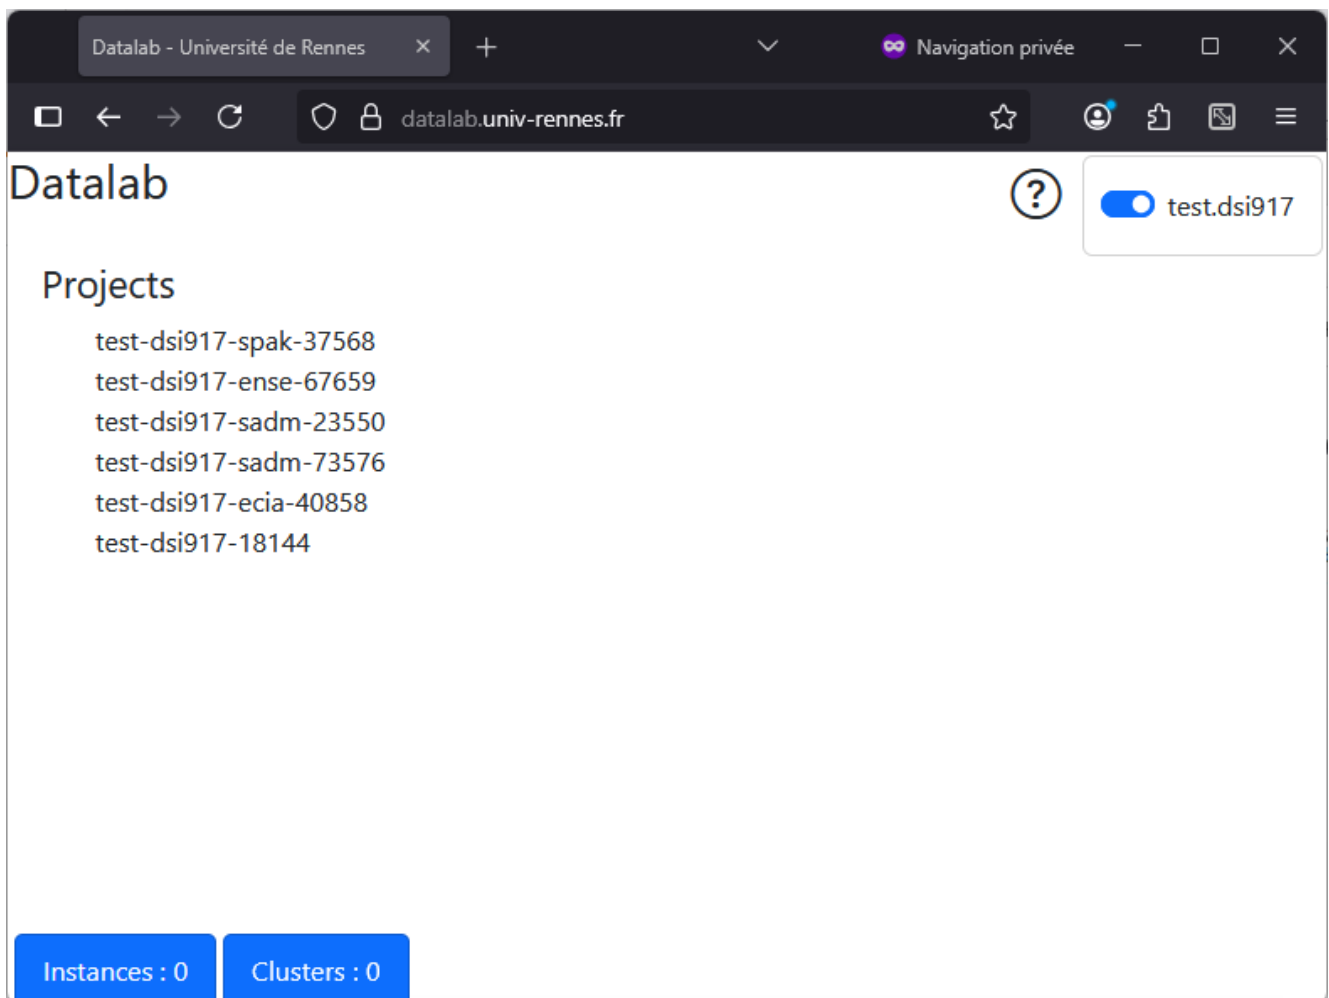 Datalab - Université de Rennes
Navigation privée
datalab.univ-rennes.fr
Datalab
?
test.dsi917
Projects
test-dsi917-spak-37568
test-dsi917-ense-67659
test-dsi917-sadm-23550
test-dsi917-sadm-73576
test-dsi917-ecia-40858
test-dsi917-18144
Instances : 0
Clusters : 0